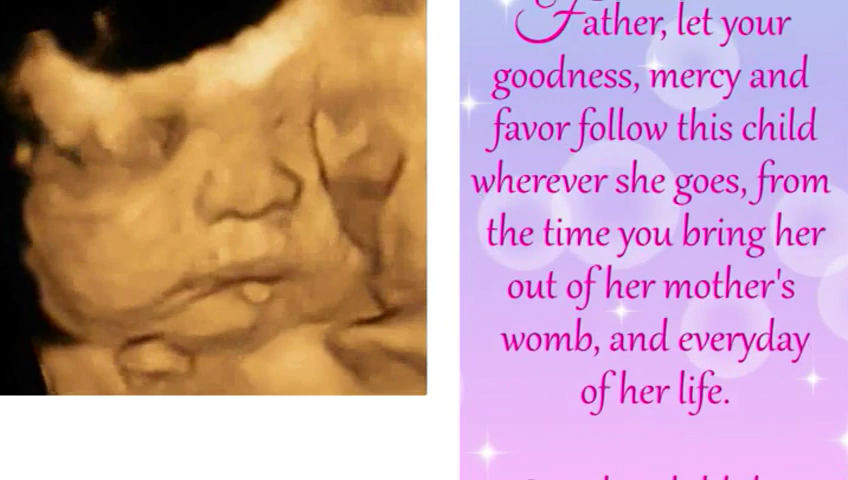 Father, let your
goodness, mercy and
favor follow this child
wherever she goes, from
the time you bring her
out of her mother's
womb, and everyday
of her life.